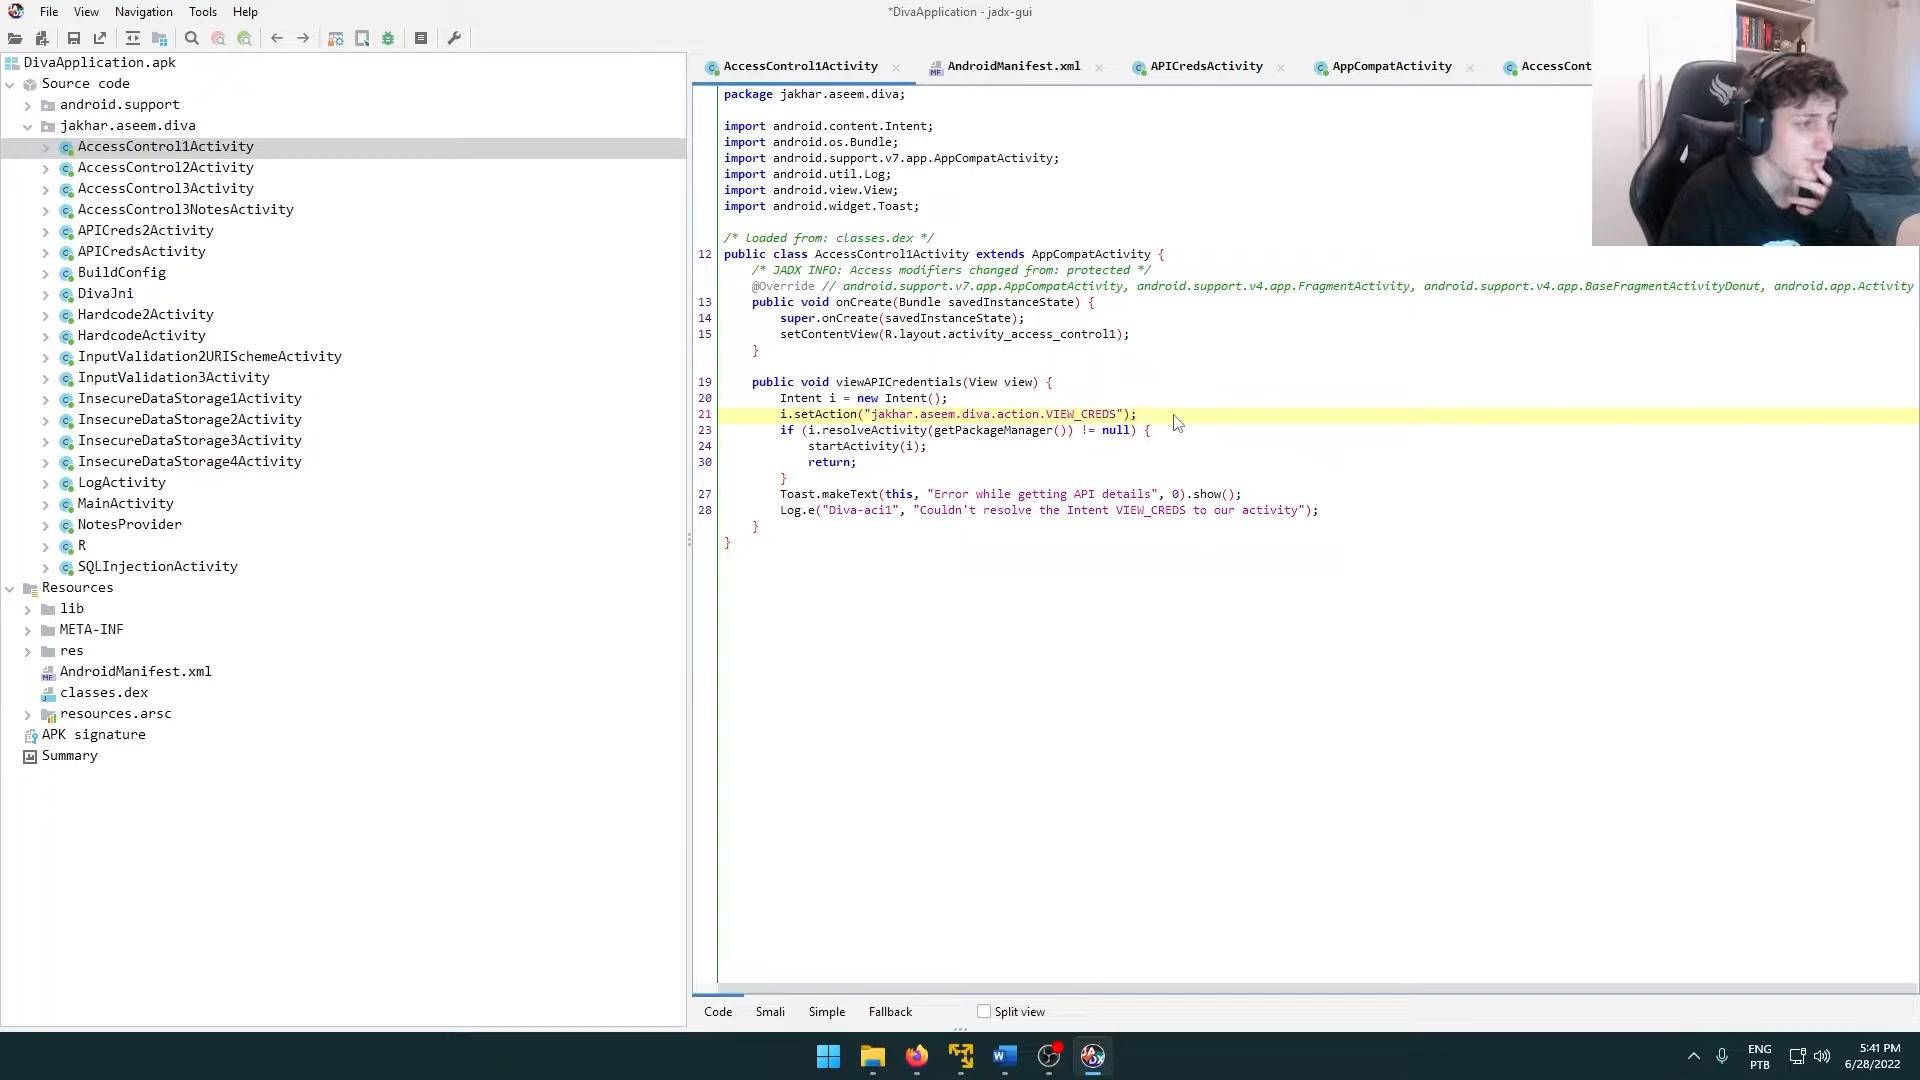 File View Navigation Tools Help
*DivaApplication - jadx-gui
DivaApplication.apk
Source code
android.support
jakhar.aseem.diva
AccessControl1Activity
AccessControl2Activity
AccessControl3Activity
AccessControl3NotesActivity
APICreds2Activity
APICredsActivity
BuildConfig
DivaJni
Hardcode2Activity
HardcodeActivity
InputValidation2URISchemeActivity
InputValidation3Activity
InsecureDataStorage1Activity
InsecureDataStorage2Activity
InsecureDataStorage3Activity
InsecureDataStorage4Activity
LogActivity
MainActivity
NotesProvider
R
SQLInjectionActivity
Resources
lib
META-INF
res
AndroidManifest.xml
classes.dex
resources.arsc
APK signature
Summary
AccessControl1Activity AndroidManifest.xml APICredsActivity AppCompatActivity AccessCont
package jakhar.aseem.diva;
import android.content.Intent;
import android.os.Bundle;
import android.support.v7.app.AppCompatActivity;
import android.util.Log;
import android.view.View;
import android.widget.Toast;
/* loaded from: classes.dex */
12 public class AccessControl1Activity extends AppCompatActivity {
/* JADX INFO: Access modifiers changed from: protected */
@Override // android.support.v7.app.AppCompatActivity, android.support.v4.app.FragmentActivity, android.support.v4.app.BaseFragmentActivityDonut, android.app.Activity
13 public void onCreate(Bundle savedInstanceState) {
14 super.onCreate(savedInstanceState);
15 setContentView(R.layout.activity_access_control1);
}
19 public void viewAPICredentials(View view) {
20 Intent i = new Intent();
21 i.setAction("jakhar.aseem.diva.action.VIEW_CREDS");
23 if (i.resolveActivity(getPackageManager()) != null) {
24 startActivity(i);
30 return;
}
27 Toast.makeText(this, "Error while getting API details", 0).show();
28 Log.e("Diva-aci1", "Couldn't resolve the Intent VIEW_CREDS to our activity");
}
}
Code Smali Simple Fallback Split view
ENG
PTB
5:41 PM
6/28/2022